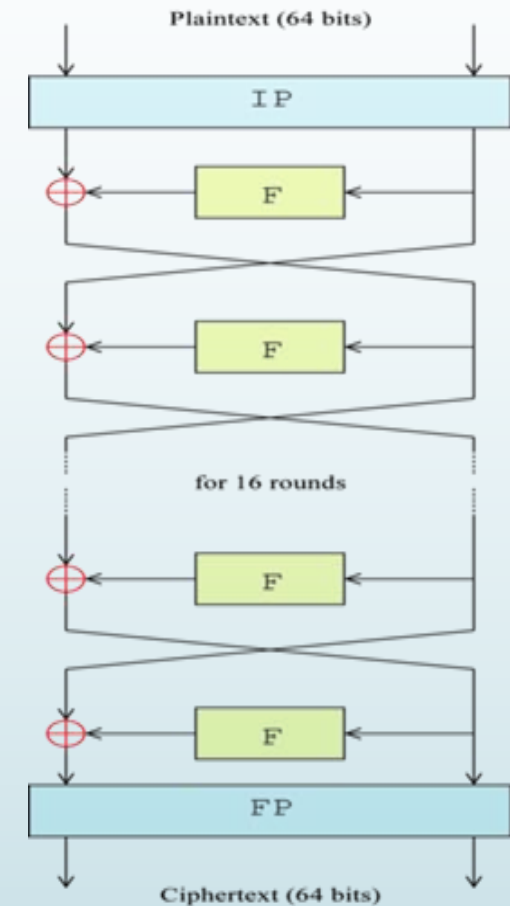 Plaintext (64 bits)
IP
F
F
for 16 rounds
F
F
FP
Ciphertext (64 bits)